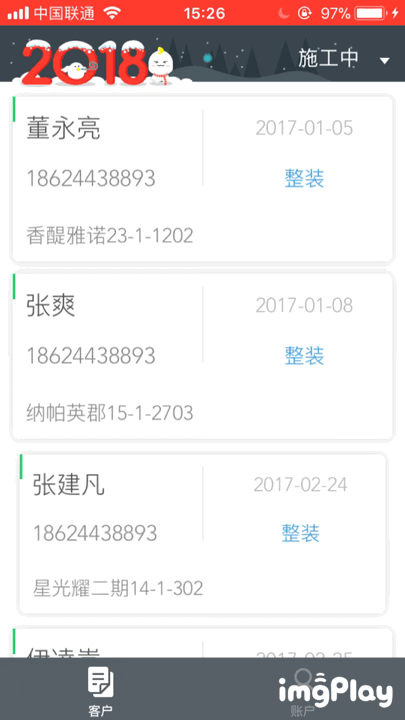 中国联通 15:26 97%
2018 施工中
董永亮 2017-01-05
18624438893 整装
香醍雅诺23-1-1202
张爽 2017-01-08
18624438893 整装
纳帕英郡15-1-2703
张建凡 2017-02-24
18624438893 整装
星光耀二期14-1-302
客户 账户
imgPlay